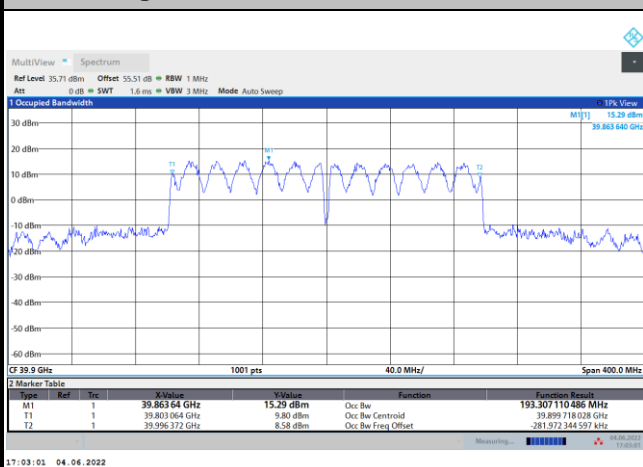 MultiView Spectrum
Ref Level 35.71 dBm Offset 55.51 dB RBW 1 MHz
Att 0 dB SWT 1.6 ms VBW 3 MHz Mode Auto Sweep
1 Occupied Bandwidth 1Pk View
M1[1] 15.29 dBm
39.863 640 GHz
30 dBm
20 dBm
M1
T1 T2
10 dBm
0 dBm
-10 dBm
-20 dBm
-30 dBm
-40 dBm
-50 dBm
-60 dBm
CF 39.9 GHz 1001 pts 40.0 MHz/ Span 400.0 MHz
2 Marker Table
Type Ref Trc X-Value Y-Value Function Function Result
M1 1 39.863 64 GHz 15.29 dBm Occ Bw 193.307 110 486 MHz
T1 1 39.803 064 GHz 9.80 dBm Occ Bw Centroid 39.899 718 028 GHz
T2 1 39.996 372 GHz 8.58 dBm Occ Bw Freq Offset -281.972 344 597 kHz
Measuring... 04.06.2022
17:03:01
17:03:01 04.06.2022